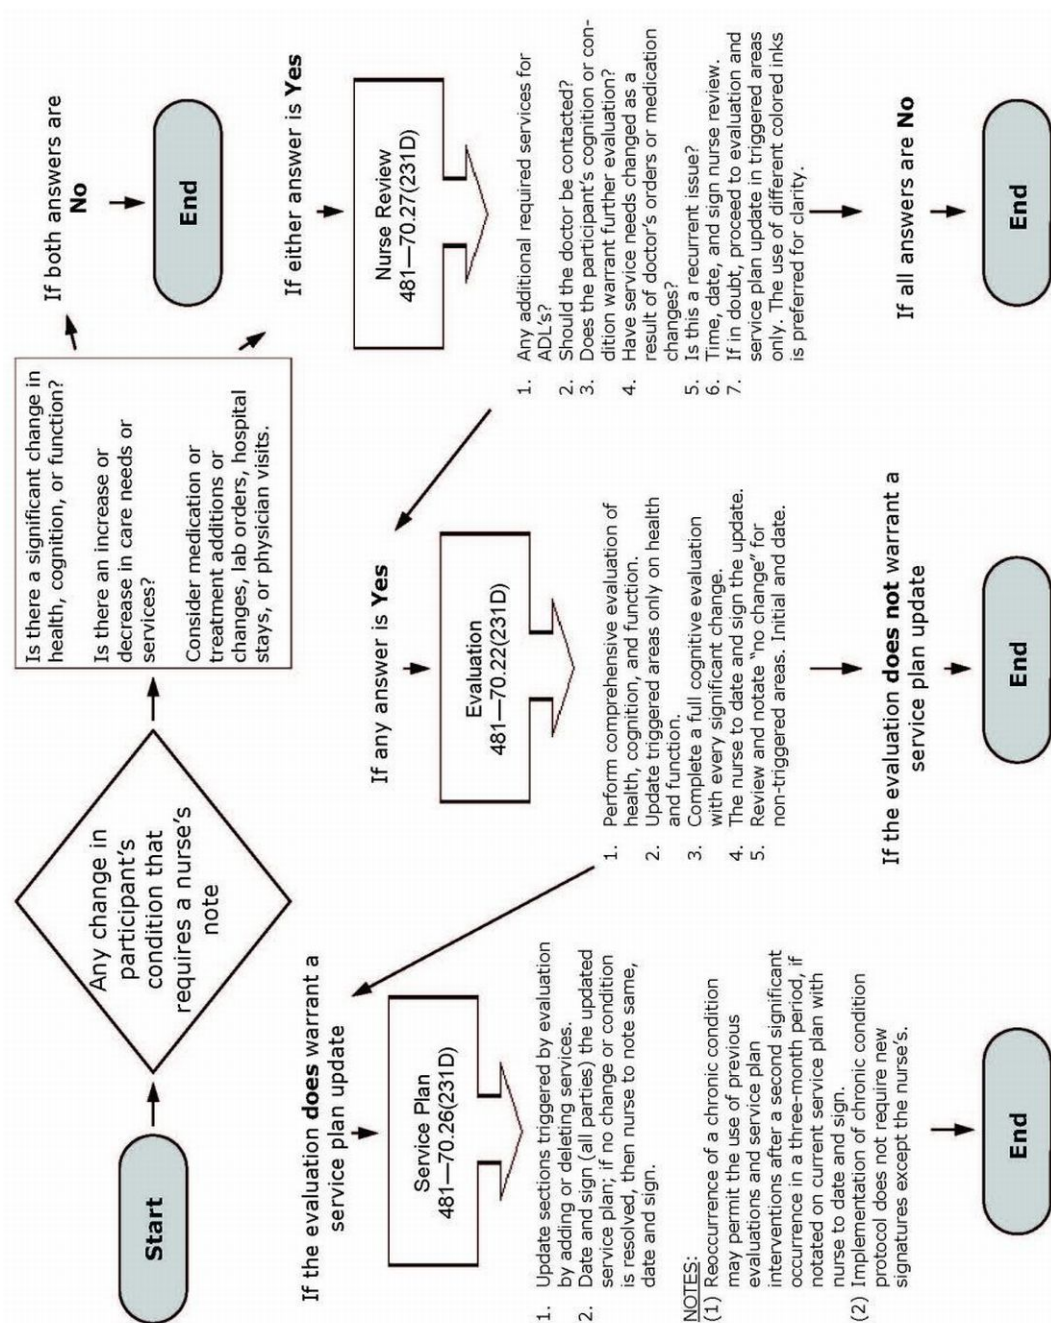 Start
Any change in
participant's
condition that
requires a nurse's
note
Is there a significant change in
health, cognition, or function?
Is there an increase or
decrease in care needs or
services?
Consider medication or
treatment additions or
changes, lab orders, hospital
stays, or physician visits.
If both answers are
No
End
If either answer is Yes
Nurse Review
481—70.27(231D)
1. Any additional required services for
ADL's?
2. Should the doctor be contacted?
3. Does the participant's cognition or con-
dition warrant further evaluation?
4. Have service needs changed as a
result of doctor's orders or medication
changes?
5. Is this a recurrent issue?
6. Time, date, and sign nurse review.
7. If in doubt, proceed to evaluation and
service plan update in triggered areas
only. The use of different colored inks
is preferred for clarity.
If all answers are No
End
If any answer is Yes
Evaluation
481—70.22(231D)
1. Perform comprehensive evaluation of
health, cognition, and function.
2. Update triggered areas only on health
and function.
3. Complete a full cognitive evaluation
with every significant change.
4. The nurse to date and sign the update.
5. Review and notate "no change" for
non-triggered areas. Initial and date.
If the evaluation does not warrant a
service plan update
End
If the evaluation does warrant a
service plan update
Service Plan
481—70.26(231D)
1. Update sections triggered by evaluation
by adding or deleting services.
2. Date and sign (all parties) the updated
service plan; if no change or condition
is resolved, then nurse to note same,
date and sign.
NOTES:
(1) Reoccurrence of a chronic condition
may permit the use of previous
evaluations and service plan
interventions after a second significant
occurrence in a three-month period, if
notated on current service plan with
nurse to date and sign.
(2) Implementation of chronic condition
protocol does not require new
signatures except the nurse's.
End